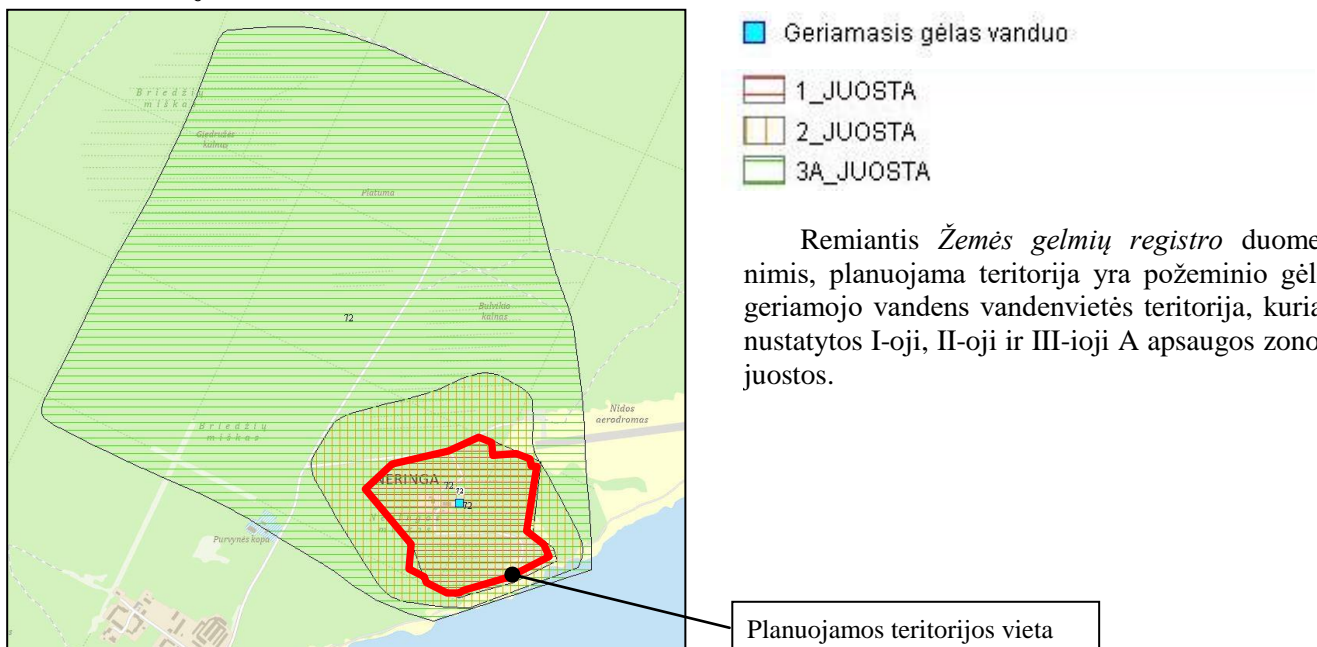 Geriamasis gėlas vanduo
1_JUOSTA
2_JUOSTA
3A_JUOSTA
Remiantis Žemės gelmių registro duome
nimis, planuojama teritorija yra požeminio gėl
geriamojo vandens vandenvietės teritorija, kuria
nustatytos I-oji, II-oji ir III-ioji A apsaugos zono
juostos.
Briedžių
miškas
Giedružės
kalnas
Platuma
Bulvikio
kalnas
72
Briedžių
miškas
Nidos
aerodromas
NERINGA
72
72
72
Purvynės kopa
Planuojamos teritorijos vieta